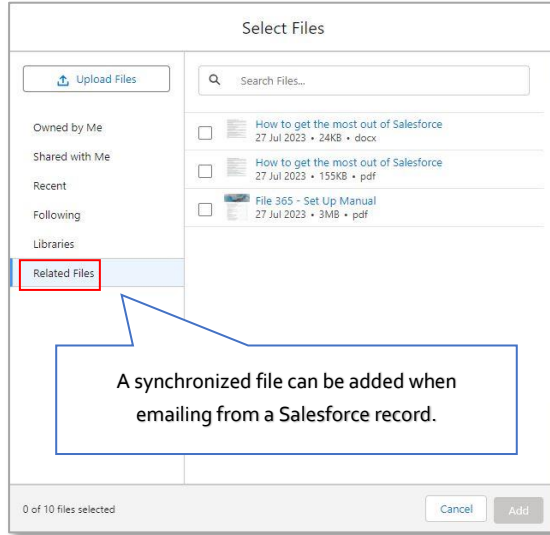 Select Files
Upload Files
Search Files...
Owned by Me
Shared with Me
Recent
Following
Libraries
Related Files
How to get the most out of Salesforce
27 Jul 2023 • 24KB • docx
How to get the most out of Salesforce
27 Jul 2023 • 155KB • pdf
File 365 - Set Up Manual
27 Jul 2023 • 3MB • pdf
A synchronized file can be added when
emailing from a Salesforce record.
0 of 10 files selected
Cancel
Add